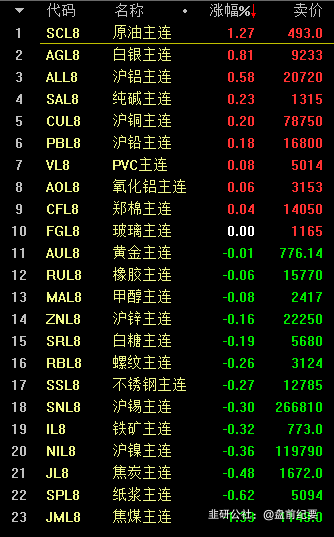 代码 名称 涨幅%↓ 卖价
1 SCL8 原油主连 1.27 493.0
2 AGL8 白银主连 0.81 9233
3 ALL8 沪铝主连 0.58 20720
4 SAL8 纯碱主连 0.23 1315
5 CUL8 沪铜主连 0.20 78750
6 PBL8 沪铅主连 0.18 16800
7 VL8 PVC主连 0.08 5014
8 AOL8 氧化铝主连 0.06 3153
9 CFL8 郑棉主连 0.04 14050
10 FGL8 玻璃主连 0.00 1165
11 AUL8 黄金主连 -0.01 776.14
12 RUL8 橡胶主连 -0.06 15770
13 MAL8 甲醇主连 -0.08 2417
14 ZNL8 沪锌主连 -0.16 22250
15 SRL8 白糖主连 -0.19 5680
16 RBL8 螺纹主连 -0.26 3124
17 SSL8 不锈钢主连 -0.27 12785
18 SNL8 沪锡主连 -0.30 266810
19 IL8 铁矿主连 -0.32 773.0
20 NIL8 沪镍主连 -0.36 119790
21 JL8 焦炭主连 -0.48 1672.0
22 SPL8 纸浆主连 -0.62 5094
23 JML8 焦煤主连
韭研公社：@盘前纪要